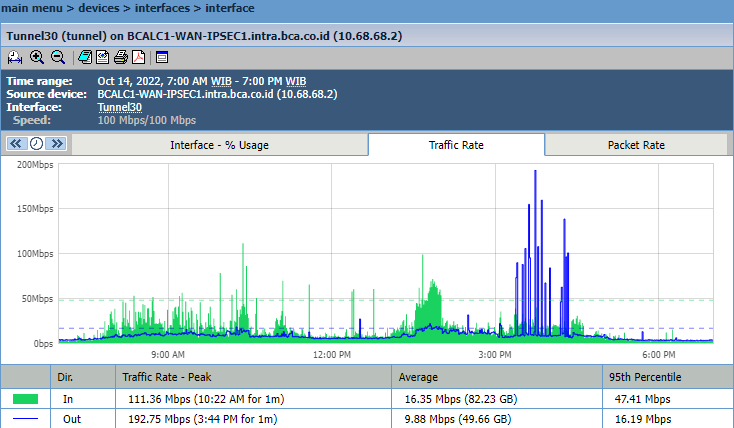 main menu > devices > interfaces > interface
Tunnel30 (tunnel) on BCALC1-WAN-IPSEC1.intra.bca.co.id (10.68.68.2)
Time range: Oct 14, 2022, 7:00 AM WIB - 7:00 PM WIB
Source device: BCALC1-WAN-IPSEC1.intra.bca.co.id (10.68.68.2)
Interface: Tunnel30
Speed: 100 Mbps/100 Mbps
Interface - % Usage Traffic Rate Packet Rate
200Mbps
150Mbps
100Mbps
50Mbps
0bps
9:00 AM 12:00 PM 3:00 PM 6:00 PM
Dir. Traffic Rate - Peak Average 95th Percentile
In 111.36 Mbps (10:22 AM for 1m) 16.35 Mbps (82.23 GB) 47.41 Mbps
Out 192.75 Mbps (3:44 PM for 1m) 9.88 Mbps (49.66 GB) 16.19 Mbps